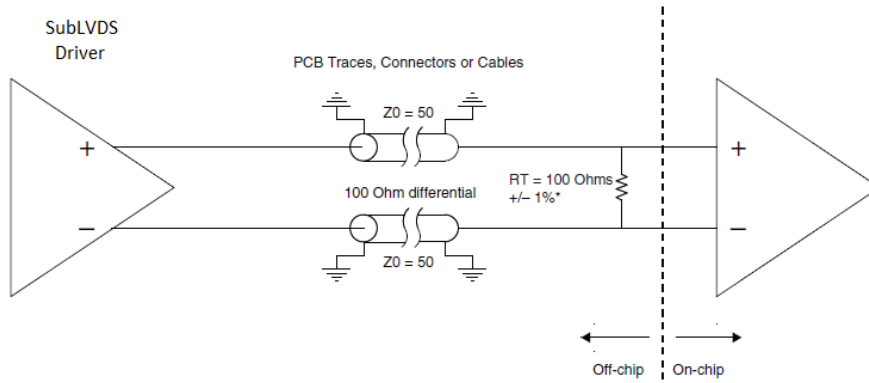 SubLVDS
Driver
PCB Traces, Connectors or Cables
Z0 = 50
+
+
RT = 100 Ohms
+/– 1%*
100 Ohm differential
–
–
Z0 = 50
Off-chip
On-chip